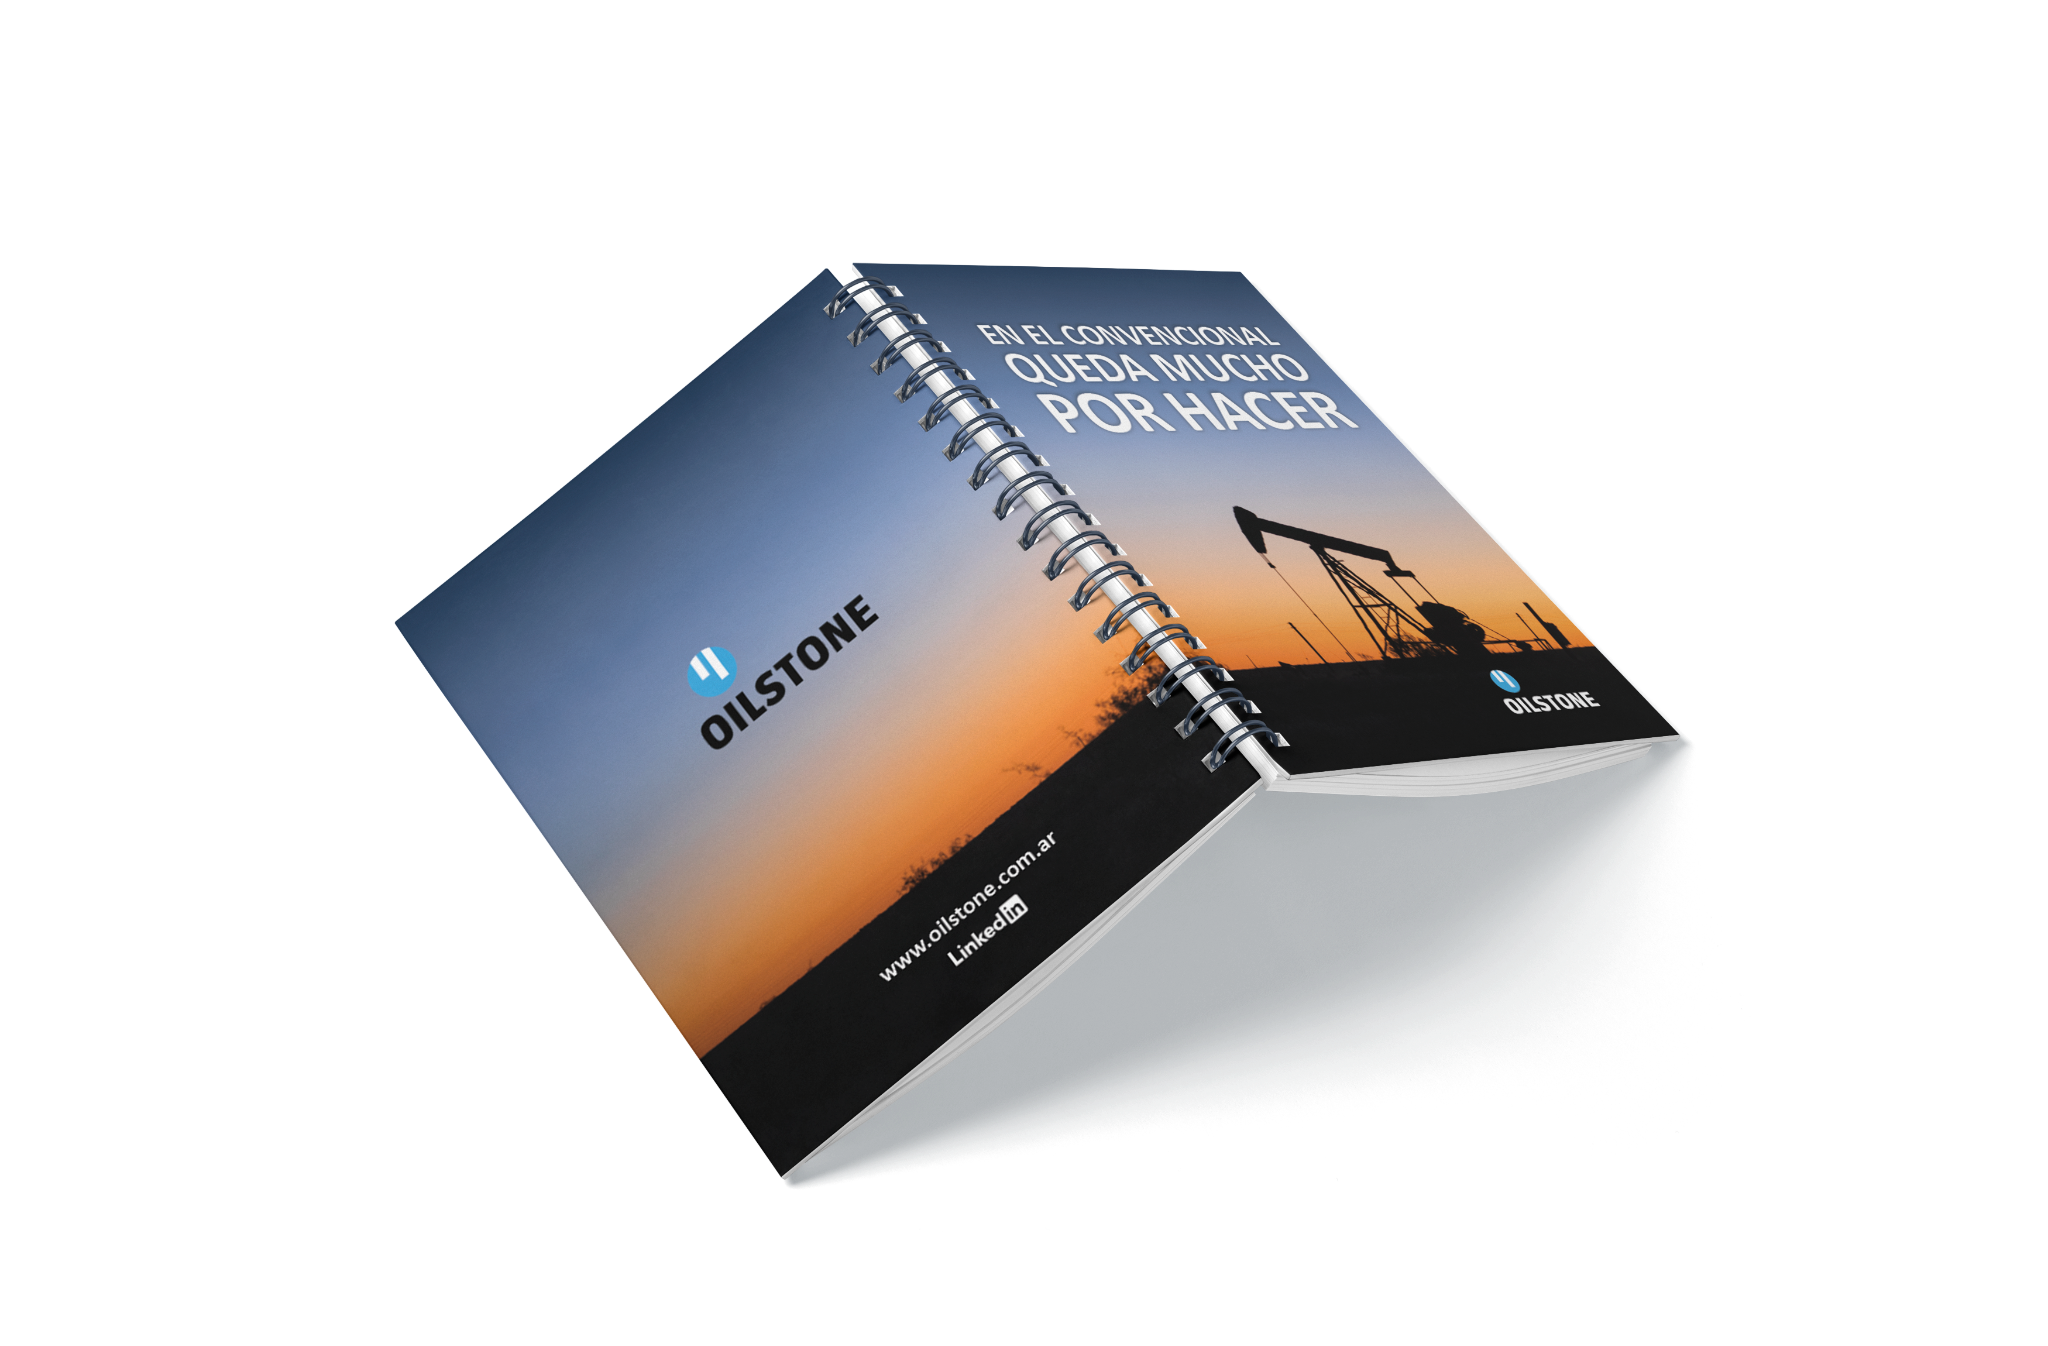 EN EL CONVENCIONAL
QUEDA MUCHO
POR HACER
OILSTONE
OILSTONE
www.oilstone.com.ar
Linkedin